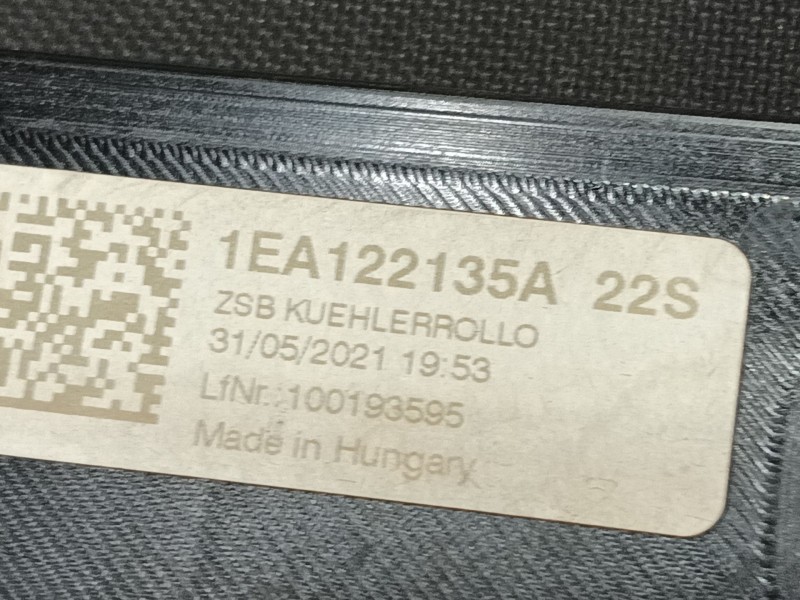 1EA122135A 22S
ZSB KUEHLERROLLO
31/05/2021 19:53
LfNr.:100193595
Made in Hungary